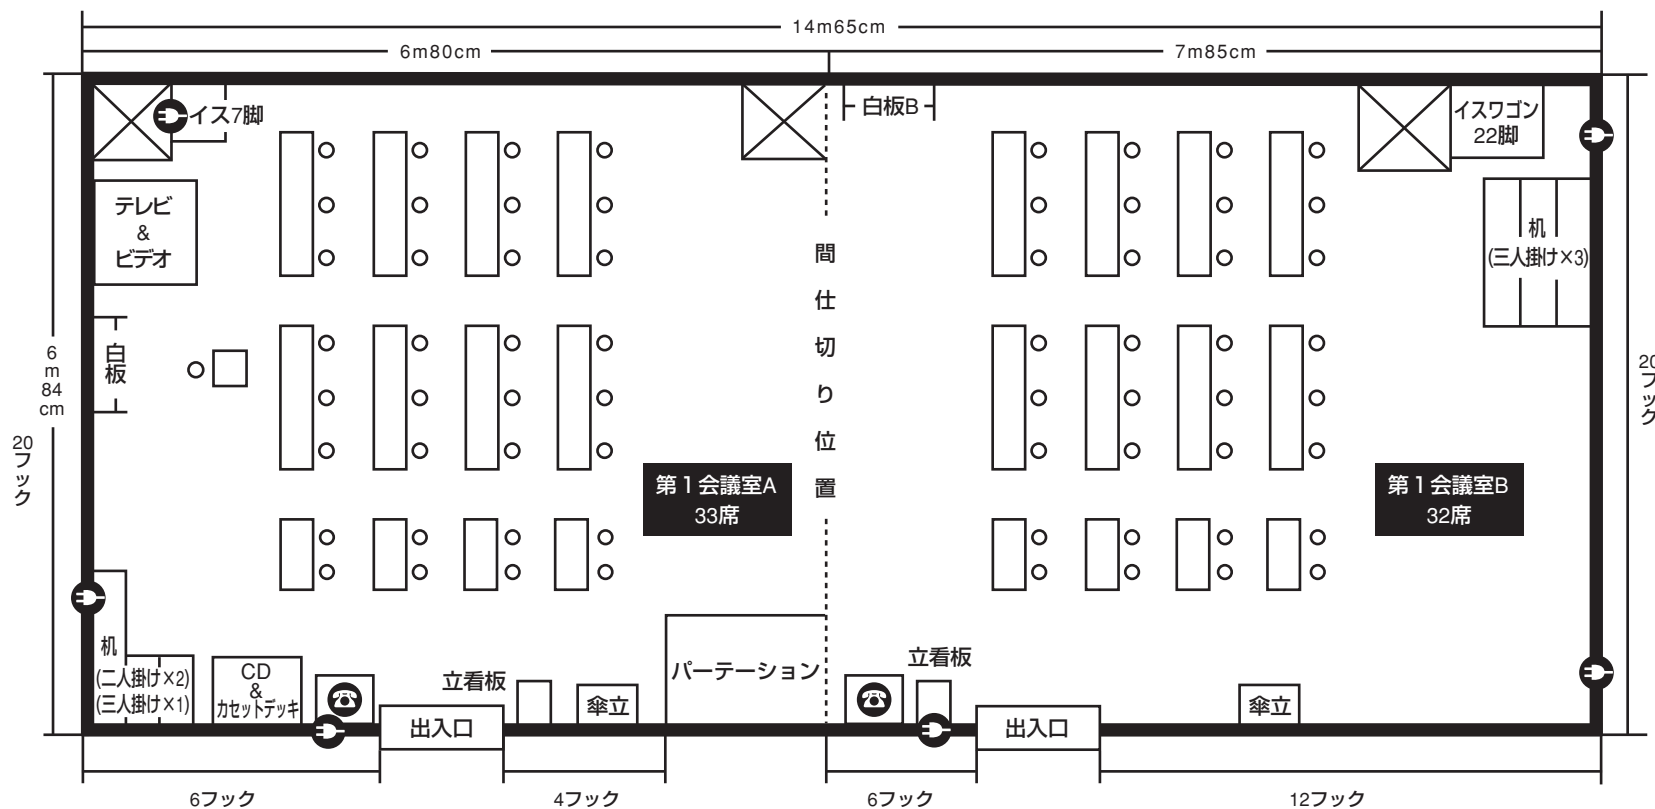 14m65cm
6m80cm
7m85cm
イス7脚
白板B
イスワゴン
22脚
テレビ
&
ビデオ
机
(三人掛け×3)
間仕切り位置
白板
6m84cm
20フック
20フック
第1会議室A
33席
第1会議室B
32席
机
(二人掛け×2)
(三人掛け×1)
CD
&
カセットデッキ
立看板
傘立
パーテーション
立看板
傘立
出入口
出入口
6フック
4フック
6フック
12フック